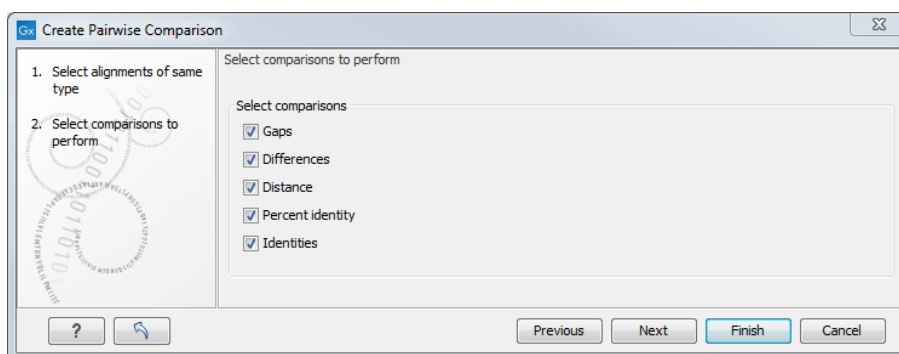 Gx Create Pairwise Comparison
1. Select alignments of same
type
2. Select comparisons to
perform
Select comparisons to perform
Select comparisons
Gaps
Differences
Distance
Percent identity
Identities
?
Previous Next Finish Cancel